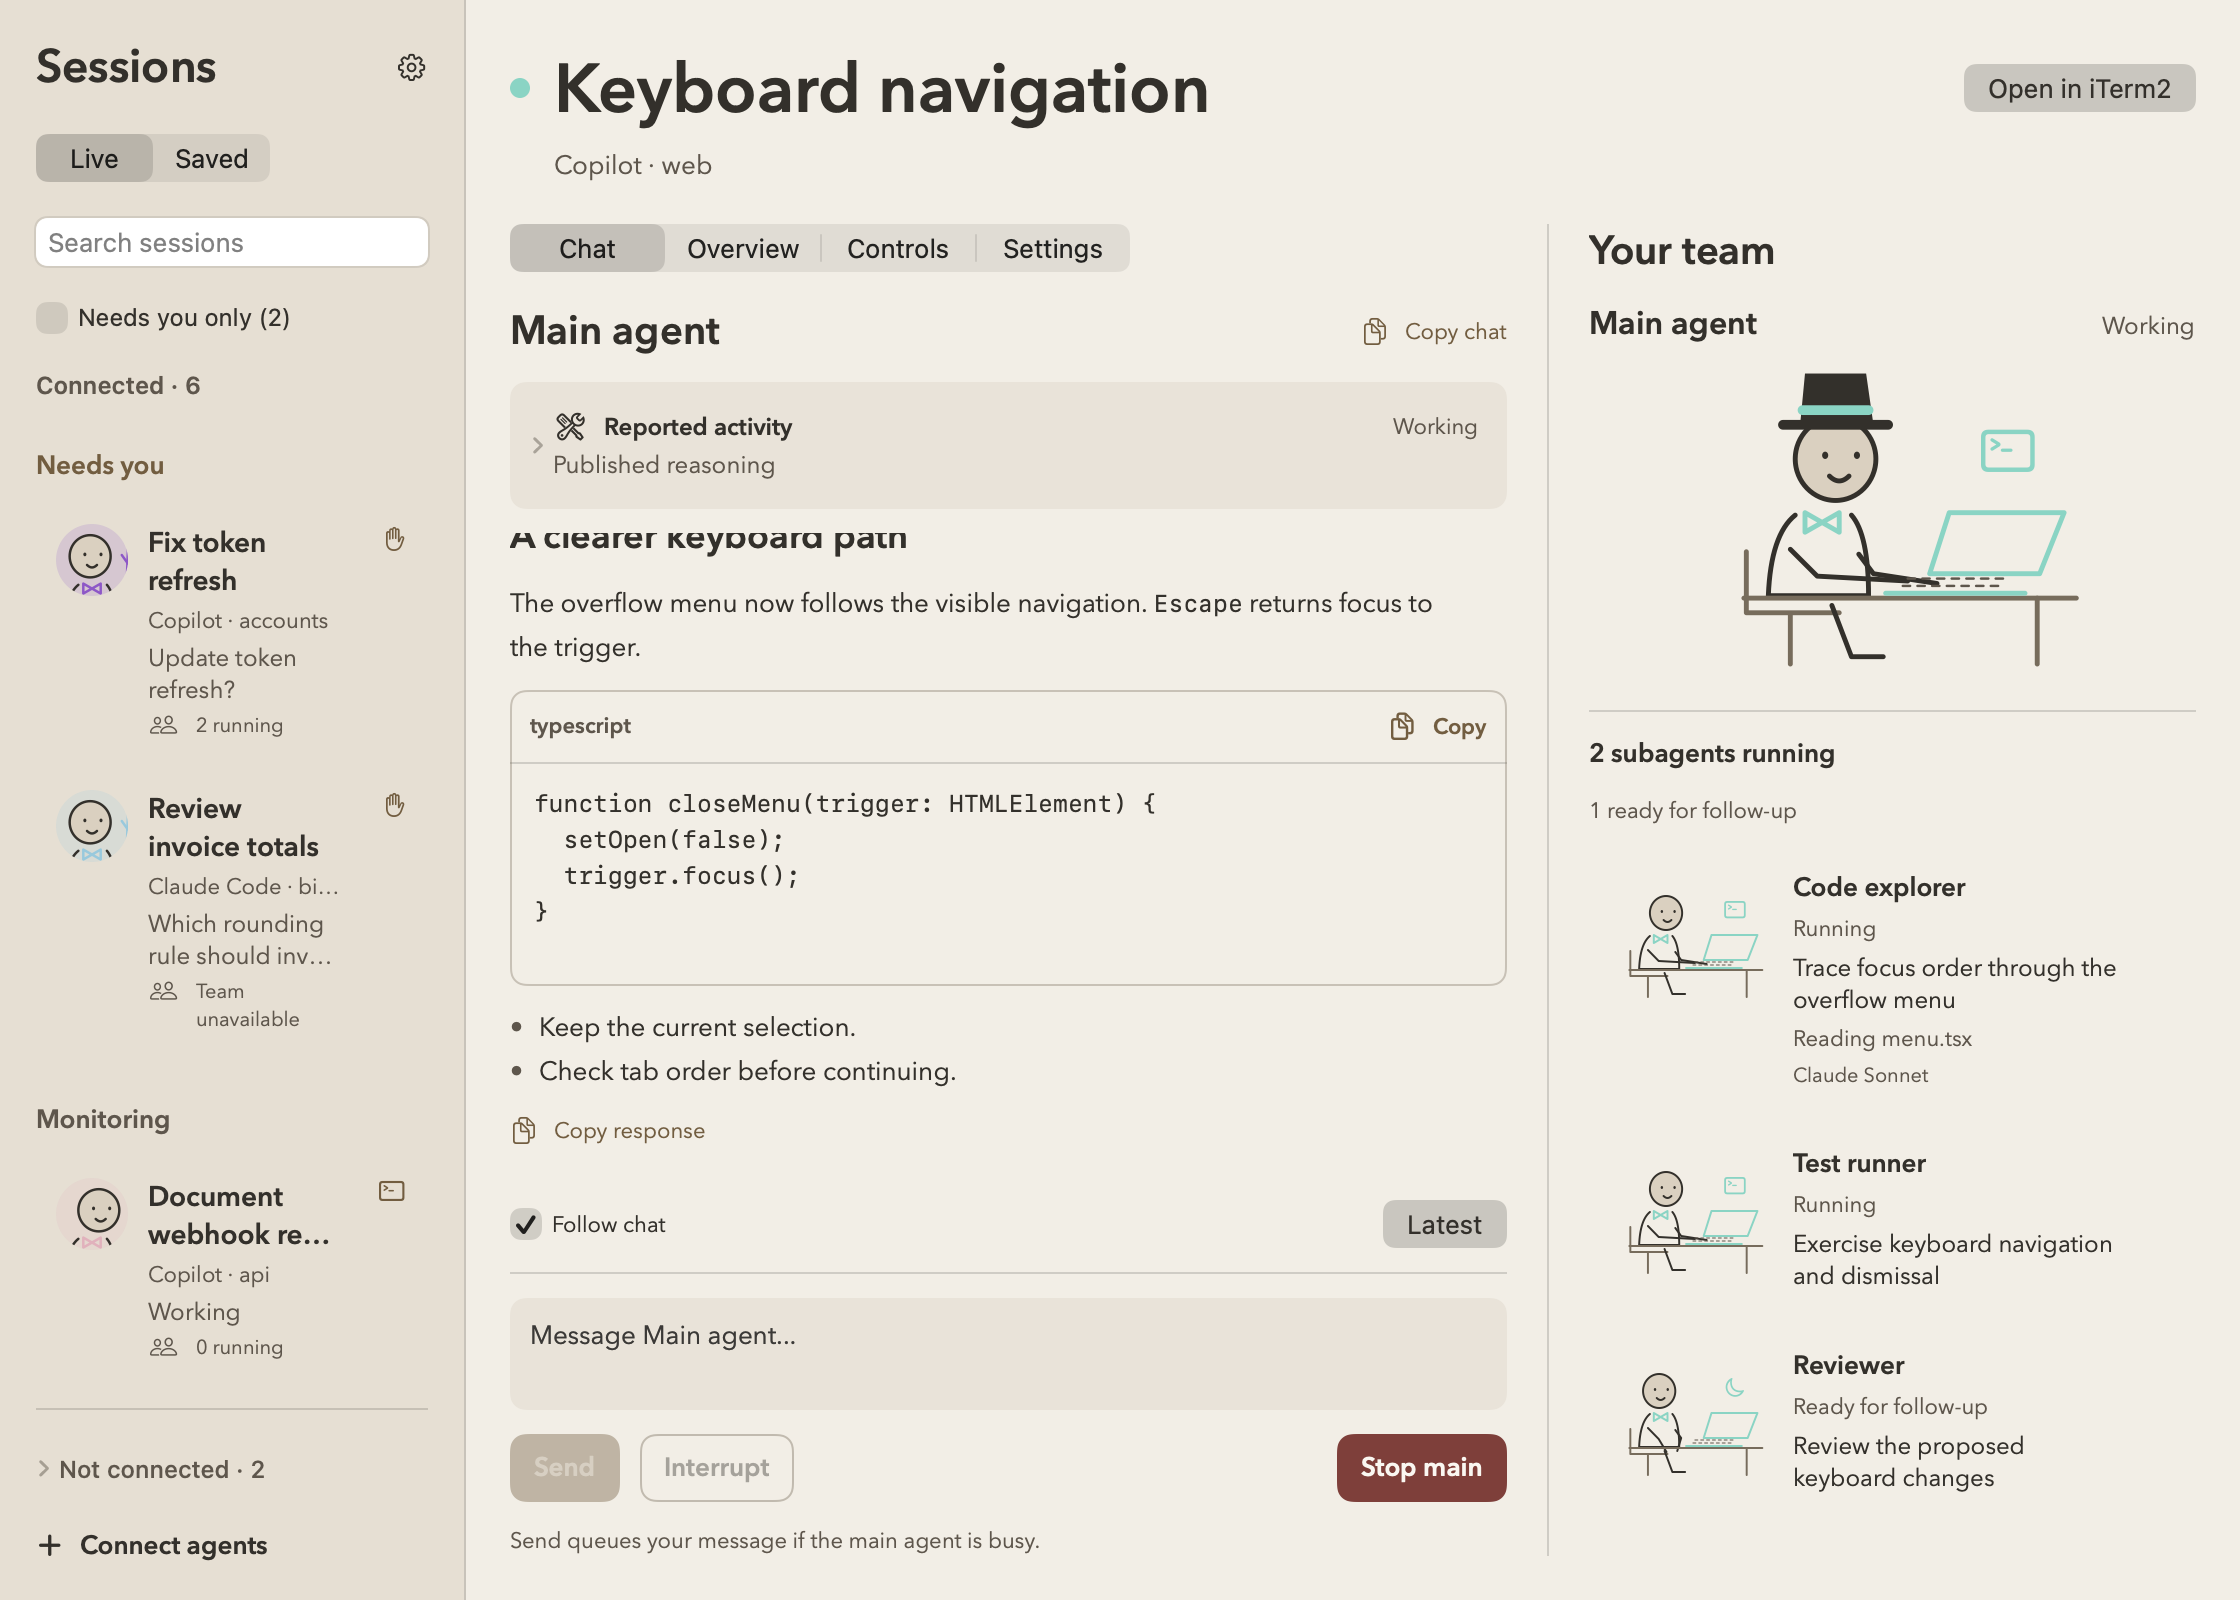 Sessions
Live
Saved
Search sessions
Needs you only (2)
Connected · 6
Needs you
Fix token
refresh
Copilot · accounts
Update token
refresh?
2 running
Review
invoice totals
Claude Code · bi…
Which rounding
rule should inv…
Team
unavailable
Monitoring
Document
webhook re…
Copilot · api
Working
0 running
Not connected · 2
Connect agents
Keyboard navigation
Copilot · web
Open in iTerm2
Chat
Overview
Controls
Settings
Main agent
Copy chat
Reported activity
Working
Published reasoning
A clearer keyboard path
The overflow menu now follows the visible navigation. Escape returns focus to
the trigger.
typescript
Copy
function closeMenu(trigger: HTMLElement) {
  setOpen(false);
  trigger.focus();
}
• Keep the current selection.
• Check tab order before continuing.
Copy response
Follow chat
Latest
Message Main agent...
Send
Interrupt
Stop main
Send queues your message if the main agent is busy.
Your team
Main agent
Working
2 subagents running
1 ready for follow-up
Code explorer
Running
Trace focus order through the
overflow menu
Reading menu.tsx
Claude Sonnet
Test runner
Running
Exercise keyboard navigation
and dismissal
Reviewer
Ready for follow-up
Review the proposed
keyboard changes